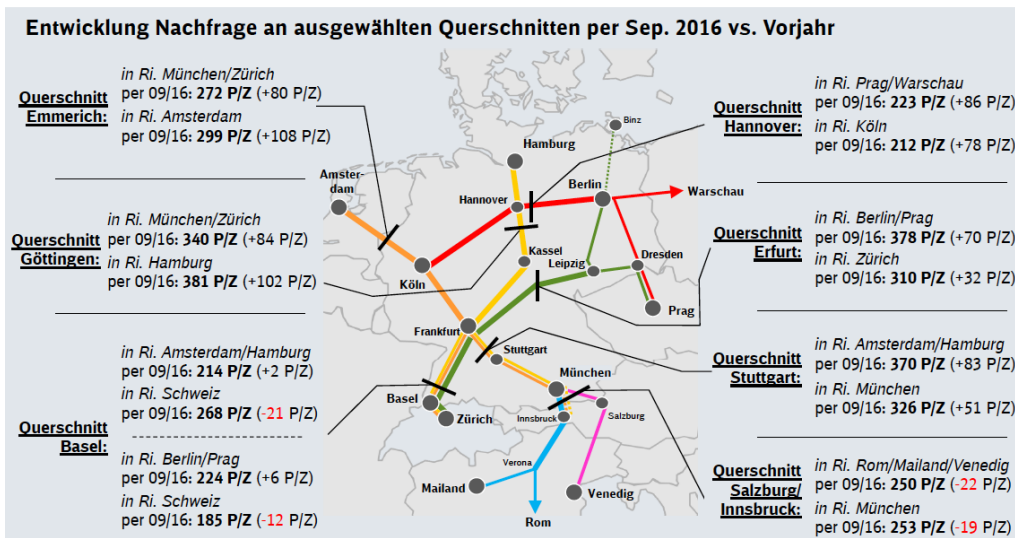 Entwicklung Nachfrage an ausgewählten Querschnitten per Sep. 2016 vs. Vorjahr
Querschnitt
Emmerich:
in Ri. München/Zürich
per 09/16: 272 P/Z (+80 P/Z)
in Ri. Amsterdam
per 09/16: 299 P/Z (+108 P/Z)
Querschnitt
Göttingen:
in Ri. München/Zürich
per 09/16: 340 P/Z (+84 P/Z)
in Ri. Hamburg
per 09/16: 381 P/Z (+102 P/Z)
Querschnitt
Basel:
in Ri. Amsterdam/Hamburg
per 09/16: 214 P/Z (+2 P/Z)
in Ri. Schweiz
per 09/16: 268 P/Z (-21 P/Z)
in Ri. Berlin/Prag
per 09/16: 224 P/Z (+6 P/Z)
in Ri. Schweiz
per 09/16: 185 P/Z (-12 P/Z)
Binz
Hamburg
Amster-
dam
Berlin
Warschau
Hannover
Kassel
Leipzig
Dresden
Köln
Prag
Frankfurt
Stuttgart
München
Basel
Zürich
Innsbruck
Salzburg
Verona
Mailand
Venedig
Rom
Querschnitt
Hannover:
in Ri. Prag/Warschau
per 09/16: 223 P/Z (+86 P/Z)
in Ri. Köln
per 09/16: 212 P/Z (+78 P/Z)
Querschnitt
Erfurt:
in Ri. Berlin/Prag
per 09/16: 378 P/Z (+70 P/Z)
in Ri. Zürich
per 09/16: 310 P/Z (+32 P/Z)
Querschnitt
Stuttgart:
in Ri. Amsterdam/Hamburg
per 09/16: 370 P/Z (+83 P/Z)
in Ri. München
per 09/16: 326 P/Z (+51 P/Z)
Querschnitt
Salzburg/
Innsbruck:
in Ri. Rom/Mailand/Venedig
per 09/16: 250 P/Z (-22 P/Z)
in Ri. München
per 09/16: 253 P/Z (-19 P/Z)